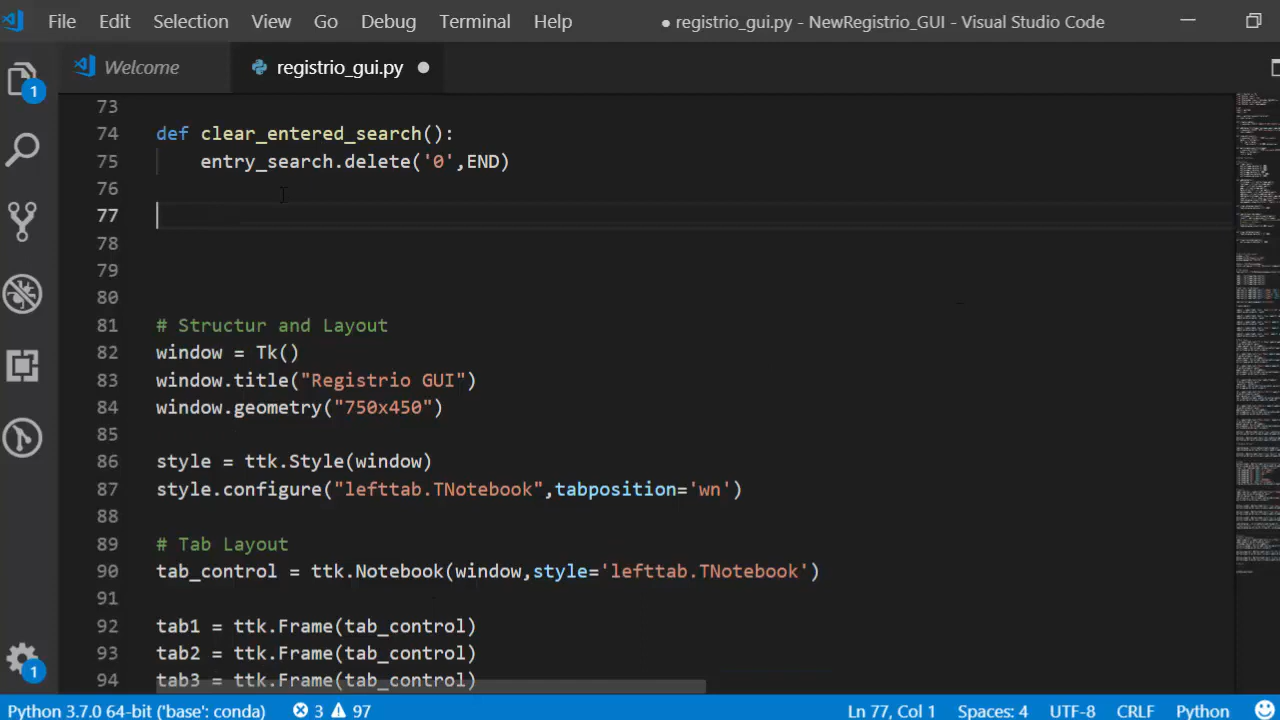 File Edit Selection View Go Debug Terminal Help ● registrio_gui.py - NewRegistrio_GUI - Visual Studio Code
Welcome registrio_gui.py
1
73
74 def clear_entered_search():
75 entry_search.delete('0',END)
76
77
78
79
80
81 # Structur and Layout
82 window = Tk()
83 window.title("Registrio GUI")
84 window.geometry("750x450")
85
86 style = ttk.Style(window)
87 style.configure("lefttab.TNotebook",tabposition='wn')
88
89 # Tab Layout
90 tab_control = ttk.Notebook(window,style='lefttab.TNotebook')
91
92 tab1 = ttk.Frame(tab_control)
93 tab2 = ttk.Frame(tab_control)
94 tab3 = ttk.Frame(tab_control)
1
Python 3.7.0 64-bit ('base': conda) 3 97 Ln 77, Col 1 Spaces: 4 UTF-8 CRLF Python